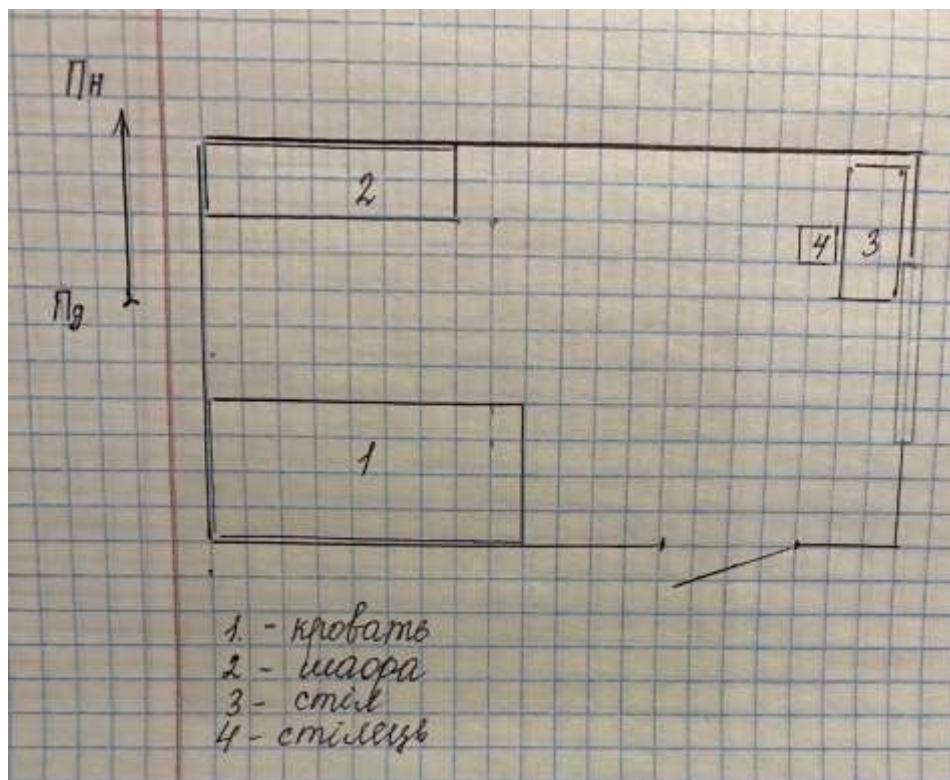 Пн
2
4 3
Пд
1
1. - кровать
2 - шафа
3 - стіл
4 - стілець